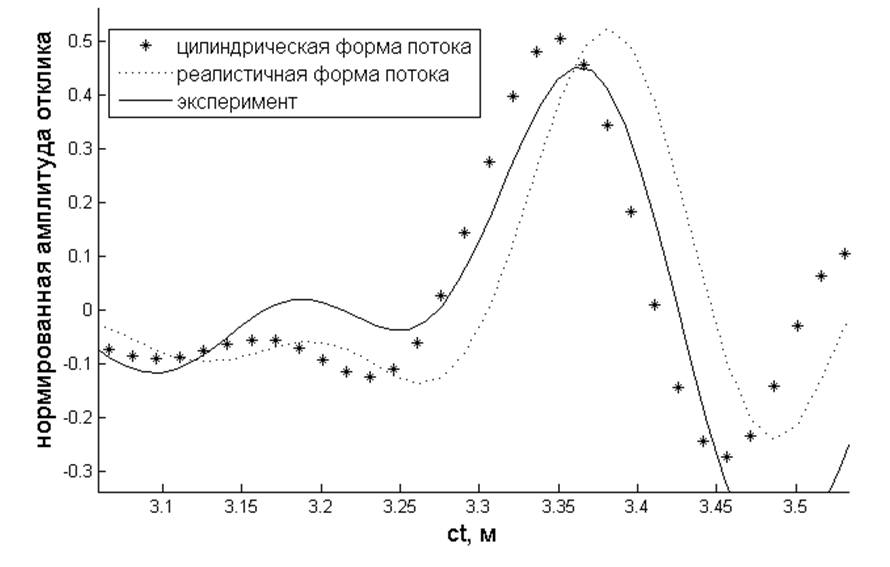 нормированная амплитуда отклика
0.5
0.4
0.3
0.2
0.1
0
-0.1
-0.2
-0.3
цилиндрическая форма потока
реалистичная форма потока
эксперимент
3.1 3.15 3.2 3.25 3.3 3.35 3.4 3.45 3.5
ct, м